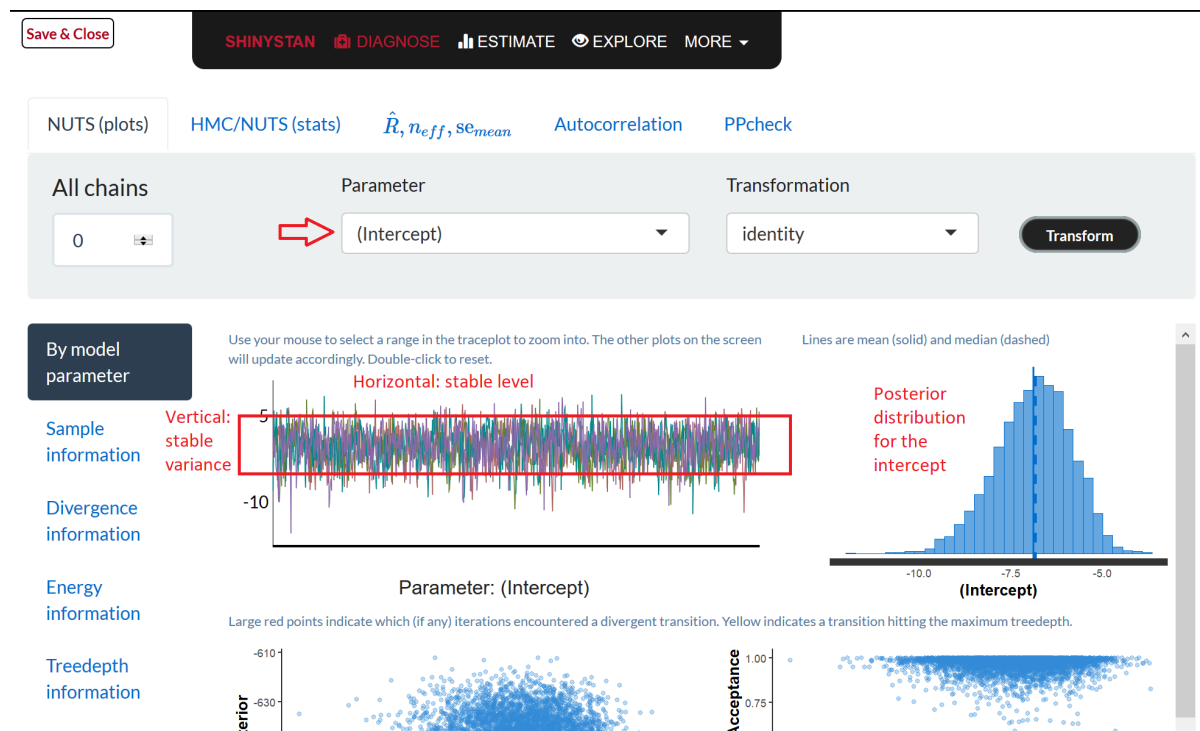 Save & Close
SHINYSTAN DIAGNOSE ESTIMATE EXPLORE MORE
NUTS (plots) HMC/NUTS (stats) R̂, n_eff, se_mean Autocorrelation PPcheck
All chains Parameter Transformation
0 (Intercept) identity Transform
By model
parameter
Sample
information
Divergence
information
Energy
information
Treedepth
information
Use your mouse to select a range in the traceplot to zoom into. The other plots on the screen
will update accordingly. Double-click to reset.
Horizontal: stable level
Vertical:
stable
variance
5
-10
Parameter: (Intercept)
Lines are mean (solid) and median (dashed)
Posterior
distribution
for the
intercept
-10.0 -7.5 -5.0
(Intercept)
Large red points indicate which (if any) iterations encountered a divergent transition. Yellow indicates a transition hitting the maximum treedepth.
-610
-630
1.00
0.75
Acceptance